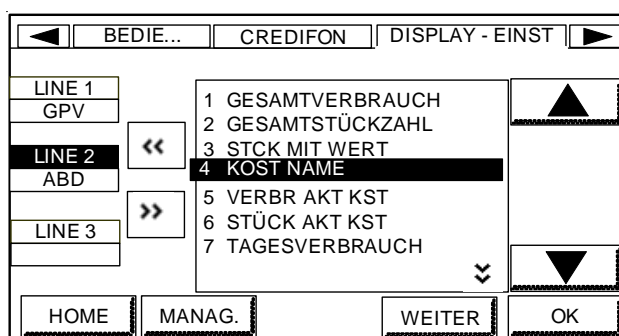 BEDIE... CREDIFON DISPLAY - EINST
LINE 1
GPV
LINE 2
ABD
LINE 3
1 GESAMTVERBRAUCH
2 GESAMTSTÜCKZAHL
3 STCK MIT WERT
4 KOST NAME
5 VERBR AKT KST
6 STÜCK AKT KST
7 TAGESVERBRAUCH
HOME MANAG. WEITER OK